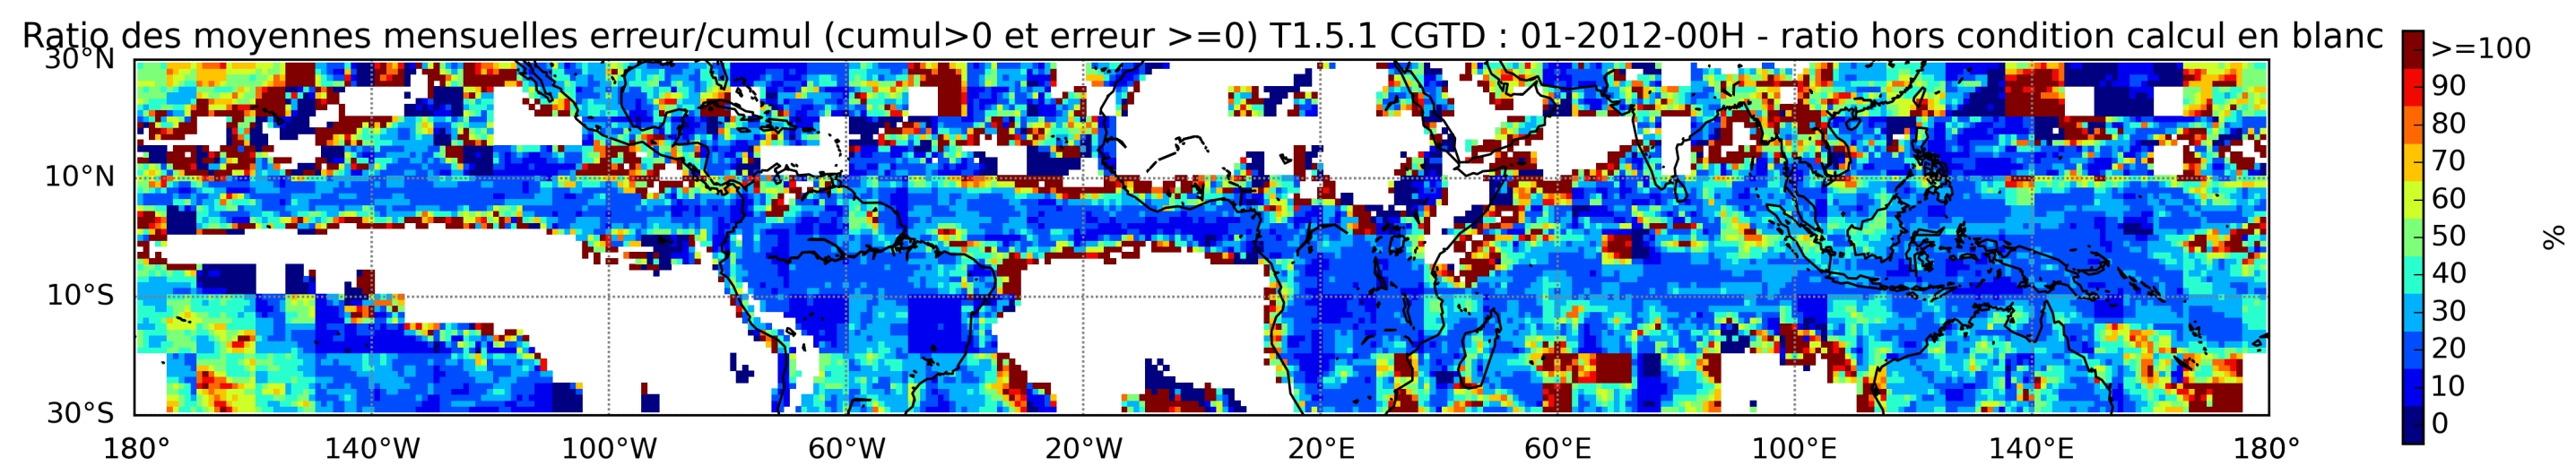 Ratio des moyennes mensuelles erreur/cumul (cumul>0 et erreur >=0) T1.5.1 CGTD : 01-2012-00H - ratio hors condition calcul en blanc
30°N
10°N
10°S
30°S
180°
140°W
100°W
60°W
20°W
20°E
60°E
100°E
140°E
180°
>=100
90
80
70
60
50
40
30
20
10
0
%